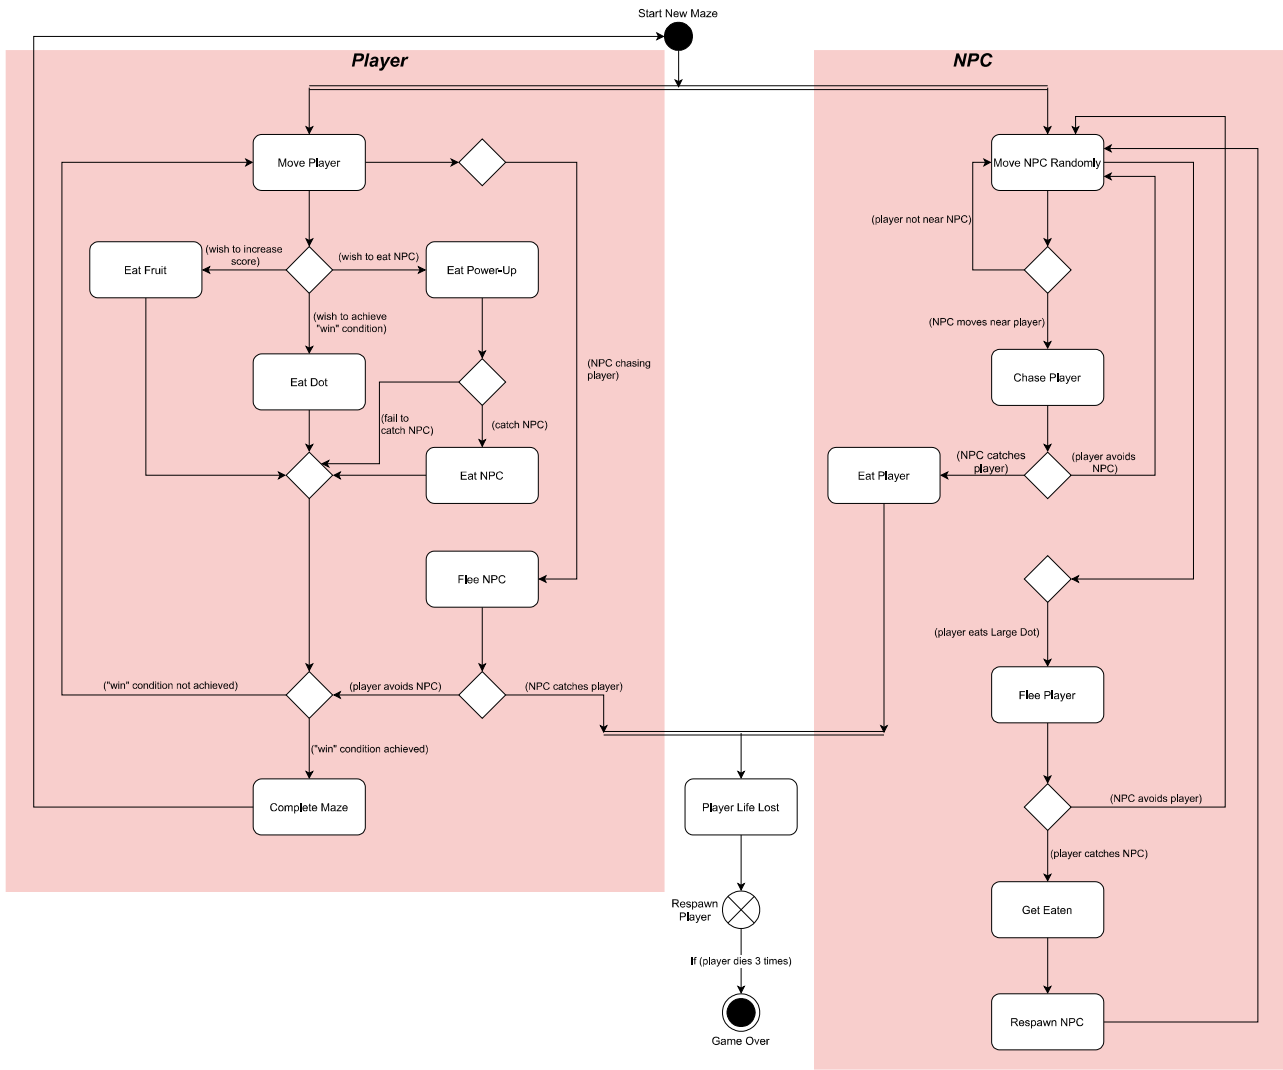 Start New Maze
Player
NPC
Move Player
Move NPC Randomly
(player not near NPC)
(wish to increase
score)
(wish to eat NPC)
Eat Fruit
Eat Power-Up
(wish to achieve
"win" condition)
(NPC moves near player)
(NPC chasing
player)
Eat Dot
Chase Player
(fail to
catch NPC)
(catch NPC)
(NPC catches
player)
(player avoids
NPC)
Eat NPC
Eat Player
Flee NPC
(player eats Large Dot)
("win" condition not achieved)
(player avoids NPC)
(NPC catches player)
Flee Player
("win" condition achieved)
Complete Maze
Player Life Lost
(NPC avoids player)
(player catches NPC)
Respawn
Player
Get Eaten
If (player dies 3 times)
Respawn NPC
Game Over